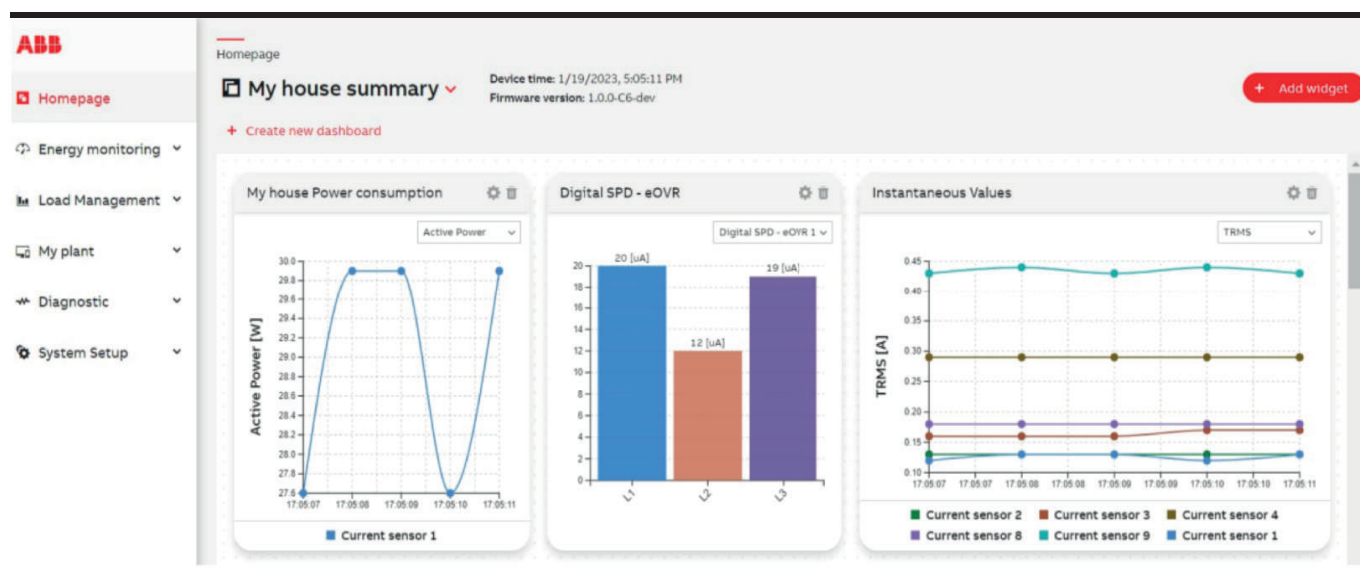 ABB
Homepage
Energy monitoring
Load Management
My plant
Diagnostic
System Setup
Homepage
My house summary
Device time: 1/19/2023, 5:05:11 PM
Firmware version: 1.0.0-C6-dev
+ Add widget
+ Create new dashboard
My house Power consumption
Active Power
Active Power [W]
30.0
29.8
29.6
29.4
29.2
29.0
28.8
28.6
28.4
28.2
28.0
27.8
27.6
17:05:07 17:05:08 17:05:09 17:05:10 17:05:11
Current sensor 1
Digital SPD - eOVR
Digital SPD - eOVR 1
20 [uA]
12 [uA]
19 [uA]
20
18
16
14
12
10
8
6
4
2
0
L1 L2 L3
Instantaneous Values
TRMS
TRMS [A]
0.45
0.40
0.35
0.30
0.25
0.20
0.15
0.10
17:05:07 17:05:07 17:05:08 17:05:08 17:05:09 17:05:09 17:05:10 17:05:10 17:05:11
Current sensor 2 Current sensor 3 Current sensor 4
Current sensor 8 Current sensor 9 Current sensor 1